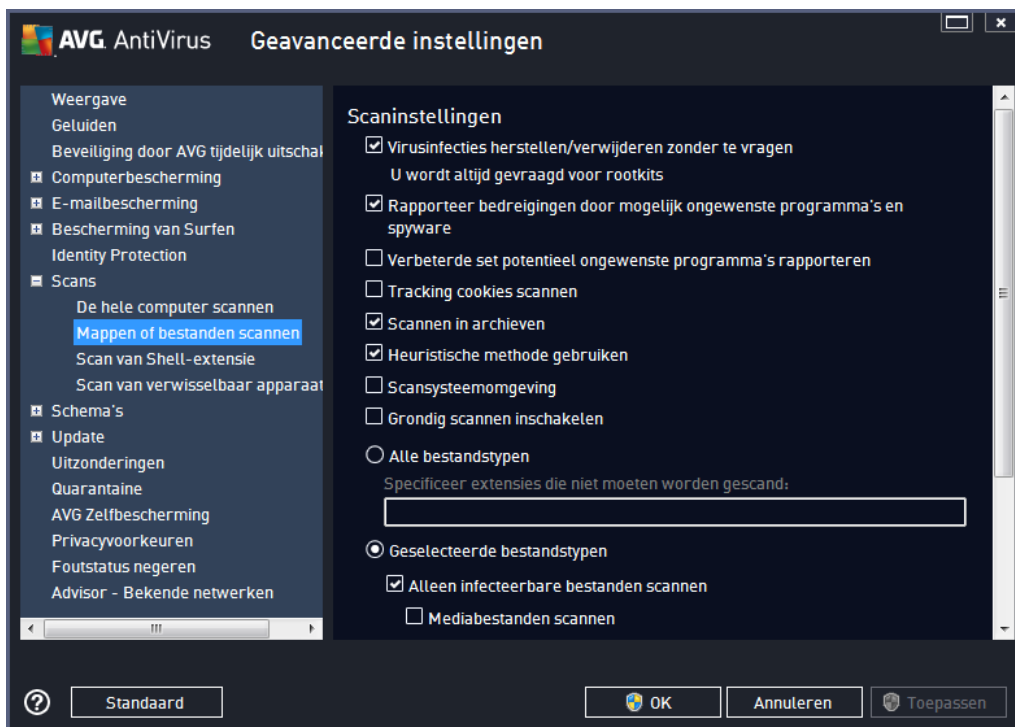 AVG. AntiVirus Geavanceerde instellingen
Weergave
Geluiden
Beveiliging door AVG tijdelijk uitschak
Computerbescherming
E-mailbescherming
Bescherming van Surfen
Identity Protection
Scans
De hele computer scannen
Mappen of bestanden scannen
Scan van Shell-extensie
Scan van verwisselbaar apparaat
Schema's
Update
Uitzonderingen
Quarantaine
AVG Zelfbescherming
Privacyvoorkeuren
Foutstatus negeren
Advisor - Bekende netwerken
Scaninstellingen
Virusinfecties herstellen/verwijderen zonder te vragen
U wordt altijd gevraagd voor rootkits
Rapporteer bedreigingen door mogelijk ongewenste programma's en
spyware
Verbeterde set potentieel ongewenste programma's rapporteren
Tracking cookies scannen
Scannen in archieven
Heuristische methode gebruiken
Scansysteemomgeving
Grondig scannen inschakelen
Alle bestandstypen
Specificeer extensies die niet moeten worden gescand:
Geselecteerde bestandstypen
Alleen infecteerbare bestanden scannen
Mediabestanden scannen
Standaard
OK
Annuleren
Toepassen